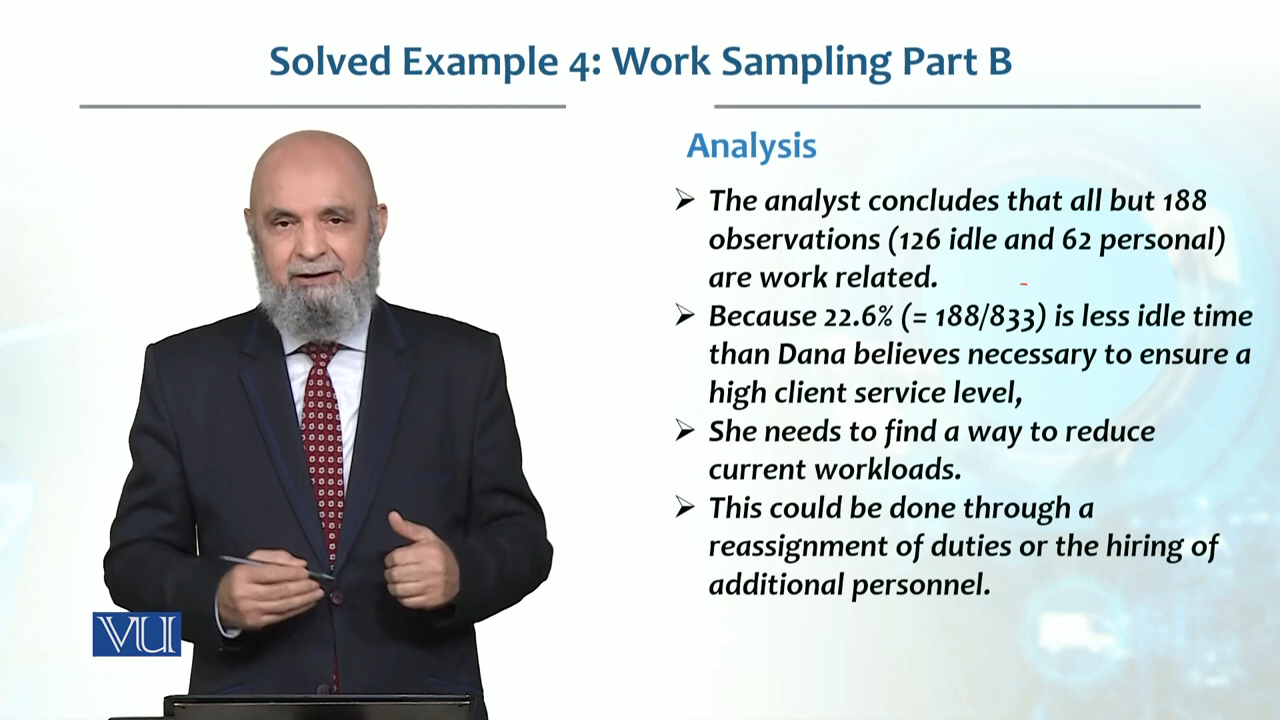 Solved Example 4: Work Sampling Part B
Analysis
➢ The analyst concludes that all but 188
observations (126 idle and 62 personal)
are work related.
➢ Because 22.6% (= 188/833) is less idle time
than Dana believes necessary to ensure a
high client service level,
➢ She needs to find a way to reduce
current workloads.
➢ This could be done through a
reassignment of duties or the hiring of
additional personnel.
VU